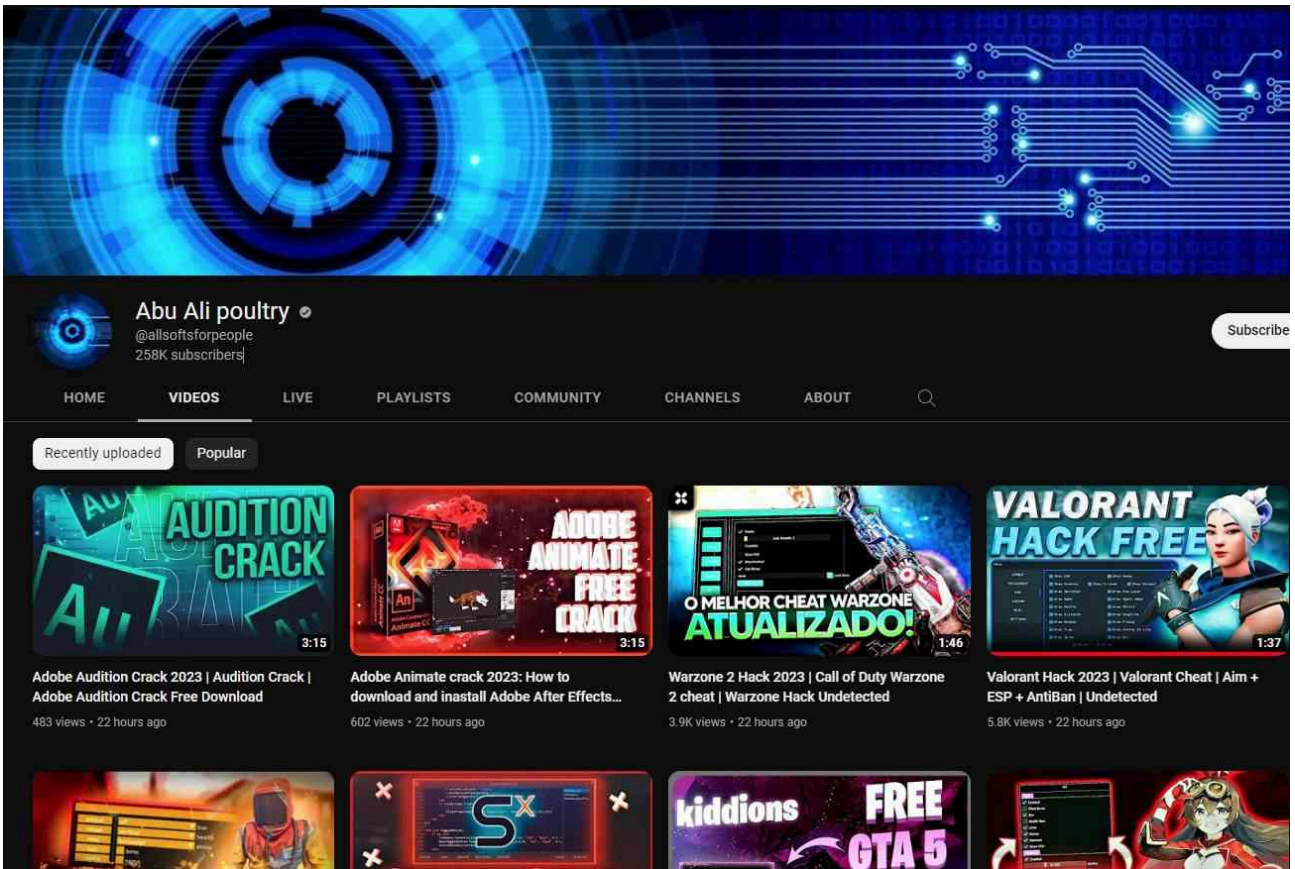 Abu Ali poultry
@allsoftsforpeople
258K subscribers
Subscribe
HOME VIDEOS LIVE PLAYLISTS COMMUNITY CHANNELS ABOUT
Recently uploaded Popular
AUDITION
CRACK
Au
3:15
ADOBE
ANIMATE
FREE
CRACK
An
Animate CC
3:15
O MELHOR CHEAT WARZONE
ATUALIZADO!
1:46
VALORANT
HACK FREE
1:37
Adobe Audition Crack 2023 | Audition Crack |
Adobe Audition Crack Free Download
483 views • 22 hours ago
Adobe Animate crack 2023: How to
download and inastall Adobe After Effects...
602 views • 22 hours ago
Warzone 2 Hack 2023 | Call of Duty Warzone
2 cheat | Warzone Hack Undetected
3.9K views • 22 hours ago
Valorant Hack 2023 | Valorant Cheat | Aim +
ESP + AntiBan | Undetected
5.8K views • 22 hours ago
SX
kiddions
FREE
GTA 5